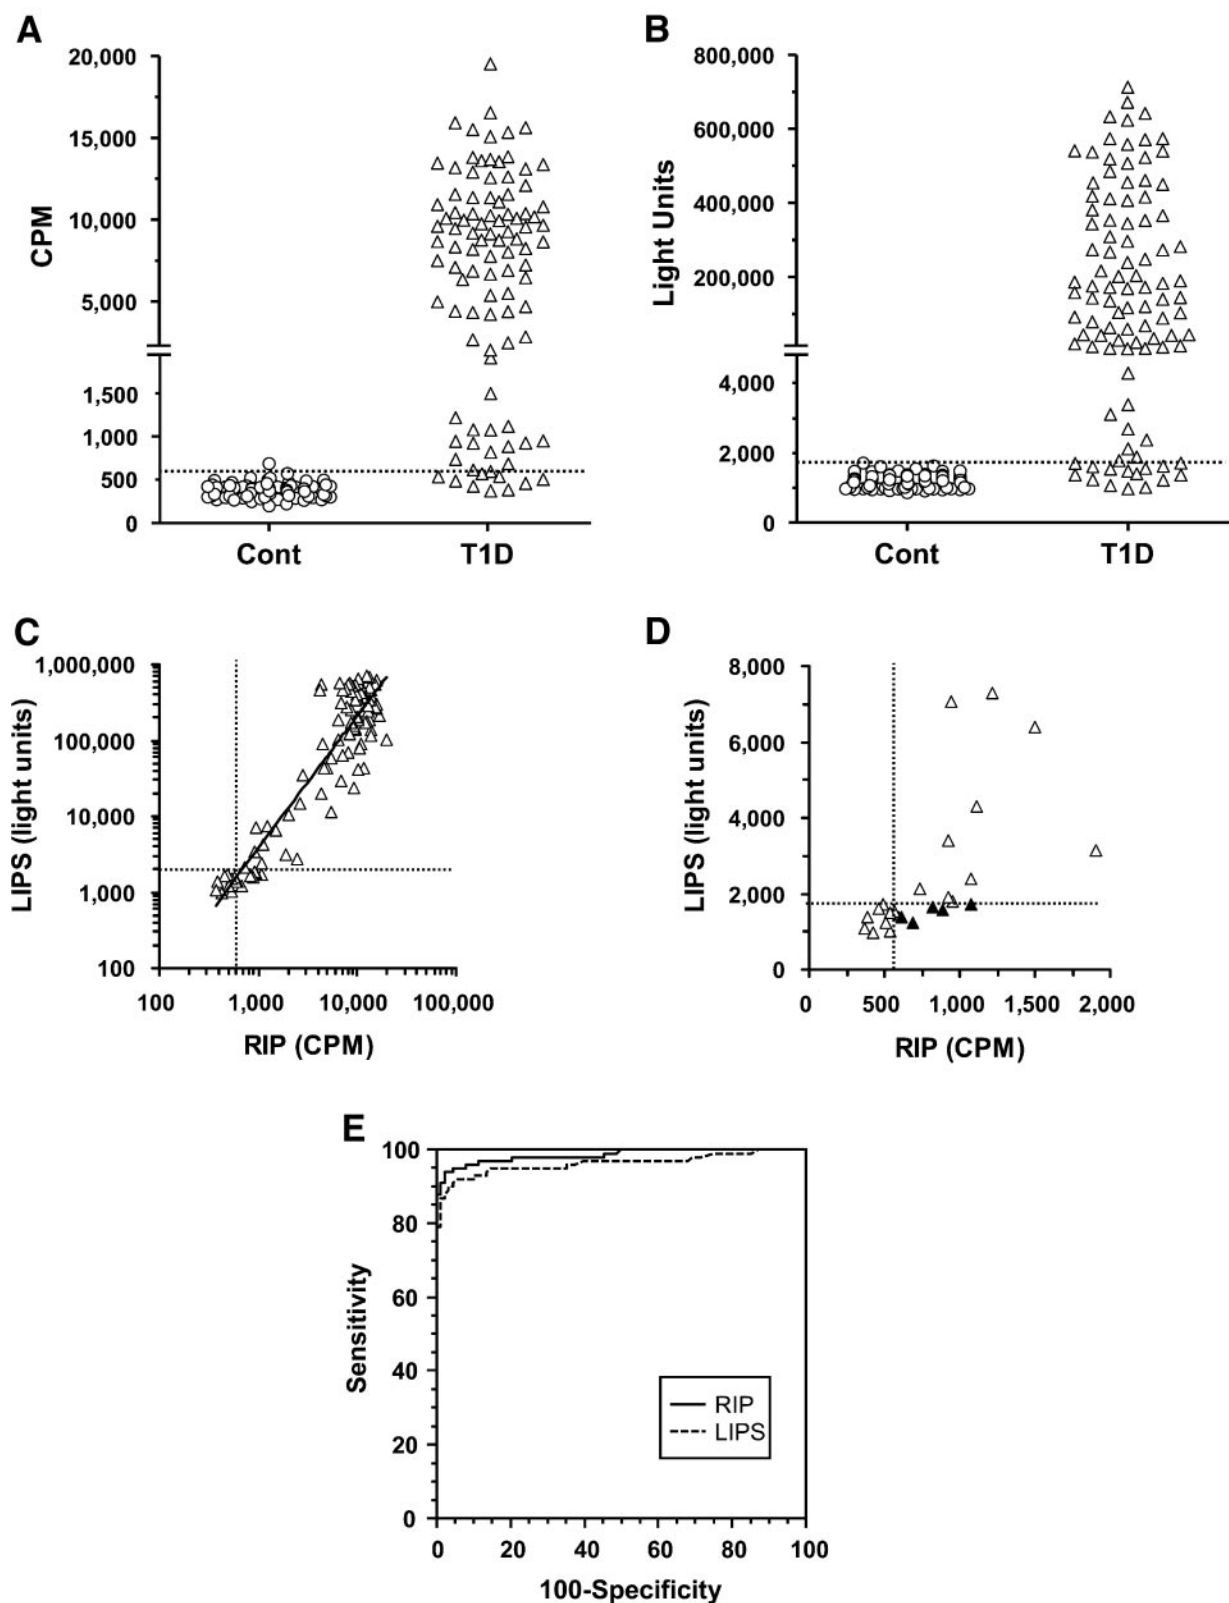 A
B
20,000
15,000
10,000
5,000
1,500
1,000
500
0
CPM
Cont
T1D
800,000
600,000
400,000
200,000
4,000
2,000
0
Light Units
Cont
T1D
C
D
1,000,000
100,000
10,000
1,000
100
LIPS (light units)
100 1,000 10,000 100,000
RIP (CPM)
8,000
6,000
4,000
2,000
0
LIPS (light units)
0 500 1,000 1,500 2,000
RIP (CPM)
E
100
80
60
40
20
0
Sensitivity
RIP
LIPS
0 20 40 60 80 100
100-Specificity